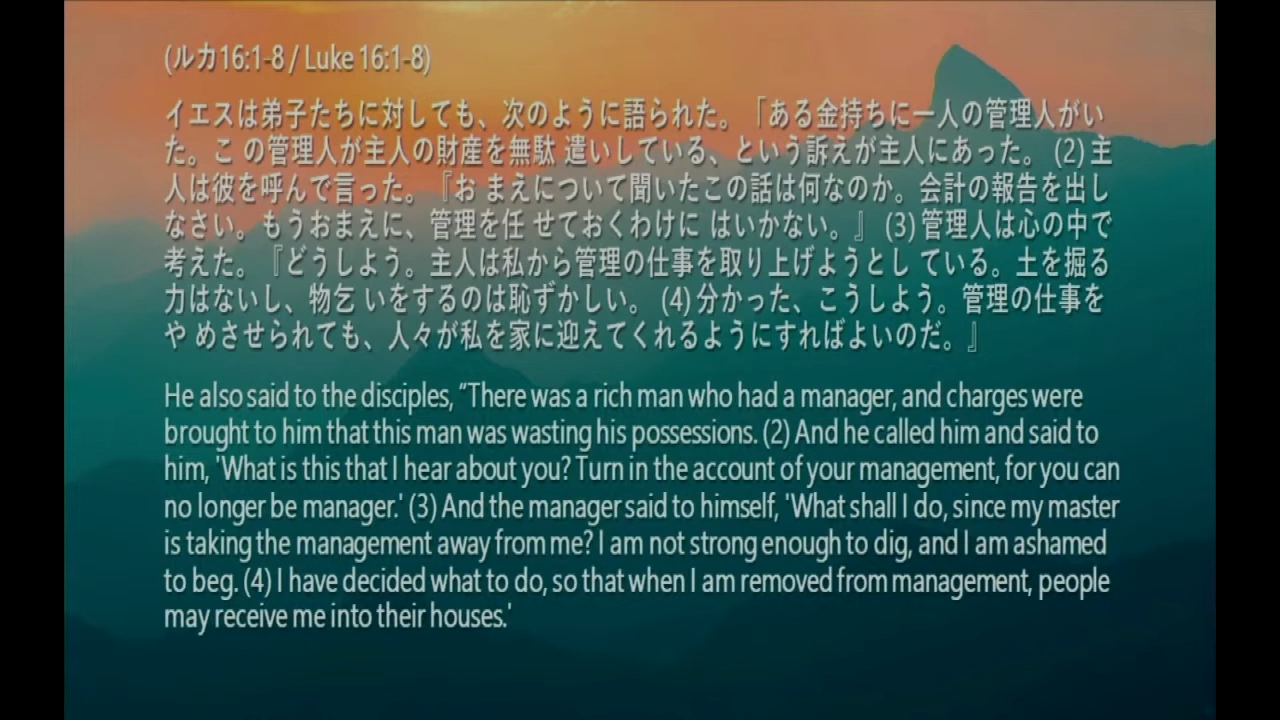 (ルカ16:1-8 / Luke 16:1-8)
イエスは弟子たちに対しても、次のように語られた。「ある金持ちに一人の管理人がい
た。こ の管理人が主人の財産を無駄 遣いしている、という訴えが主人にあった。 (2) 主
人は彼を呼んで言った。『お まえについて聞いたこの話は何なのか。会計の報告を出し
なさい。もうおまえに、管理を任 せておくわけに はいかない。』 (3) 管理人は心の中で
考えた。『どうしよう。主人は私から管理の仕事を取り上げようとし ている。土を掘る
力はないし、物乞 いをするのは恥ずかしい。 (4) 分かった、こうしよう。管理の仕事を
や めさせられても、人々が私を家に迎えてくれるようにすればよいのだ。』
He also said to the disciples, “There was a rich man who had a manager, and charges were
brought to him that this man was wasting his possessions. (2) And he called him and said to
him, 'What is this that I hear about you? Turn in the account of your management, for you can
no longer be manager.' (3) And the manager said to himself, 'What shall I do, since my master
is taking the management away from me? I am not strong enough to dig, and I am ashamed
to beg. (4) I have decided what to do, so that when I am removed from management, people
may receive me into their houses.'